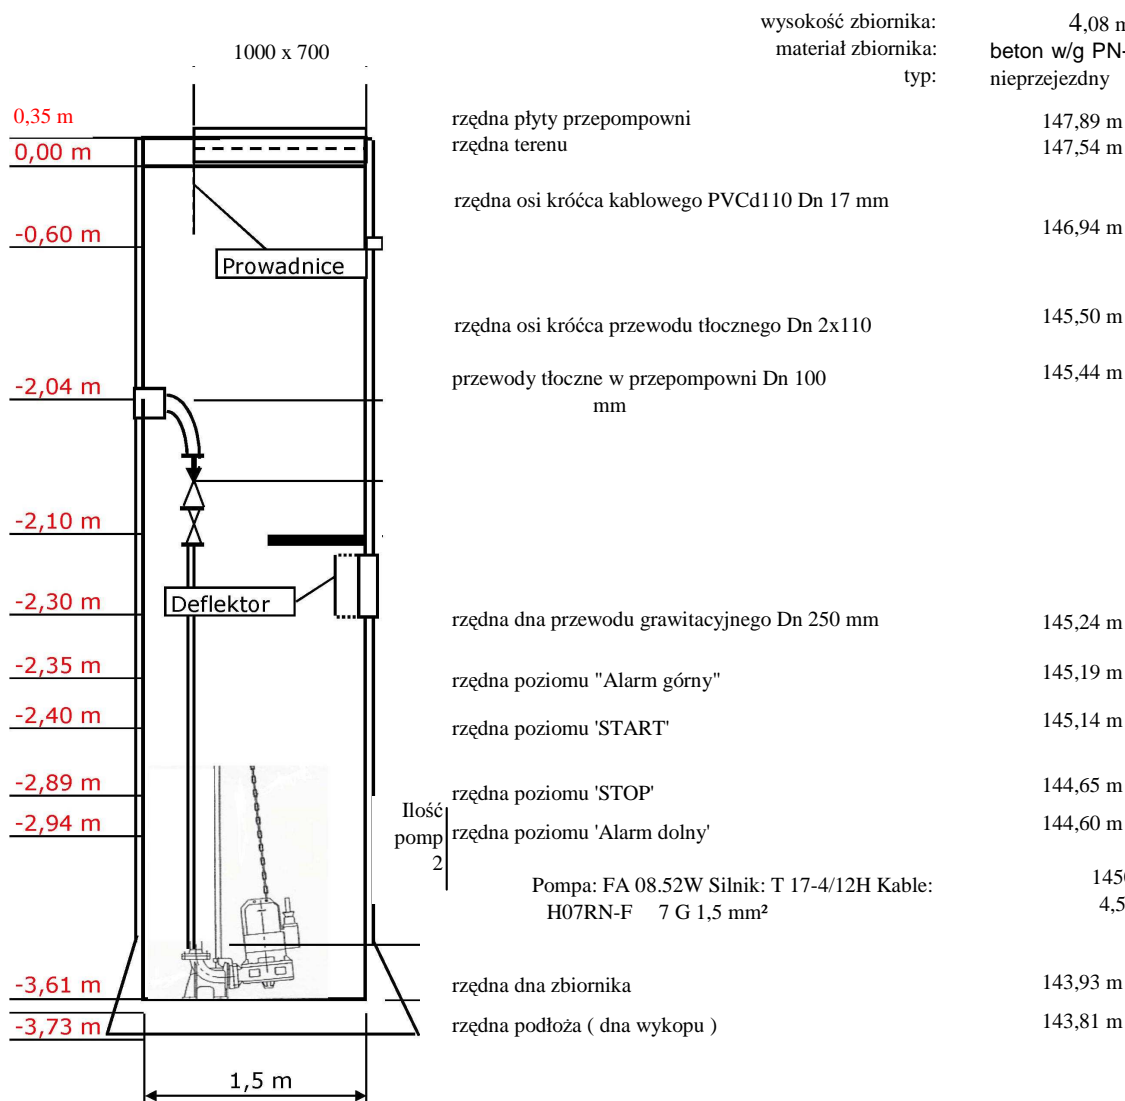 wysokość zbiornika: 4,08 m
1000 x 700
materiał zbiornika: beton w/g PN-
typ: nieprzejezdny
0,35 m
rzędna płyty przepompowni 147,89 m
0,00 m
rzędna terenu 147,54 m
rzędna osi króćca kablowego PVCd110 Dn 17 mm
146,94 m
-0,60 m
Prowadnice
rzędna osi króćca przewodu tłocznego Dn 2x110 145,50 m
-2,04 m
przewody tłoczne w przepompowni Dn 100 145,44 m
mm
-2,10 m
Deflektor
-2,30 m
rzędna dna przewodu grawitacyjnego Dn 250 mm 145,24 m
-2,35 m
rzędna poziomu "Alarm górny" 145,19 m
-2,40 m
rzędna poziomu 'START' 145,14 m
-2,89 m
rzędna poziomu 'STOP' 144,65 m
Ilość
pomp
2
-2,94 m
rzędna poziomu 'Alarm dolny' 144,60 m
Pompa: FA 08.52W Silnik: T 17-4/12H Kable: 1450
H07RN-F 7 G 1,5 mm² 4,5
-3,61 m
rzędna dna zbiornika 143,93 m
-3,73 m
rzędna podłoża ( dna wykopu ) 143,81 m
1,5 m